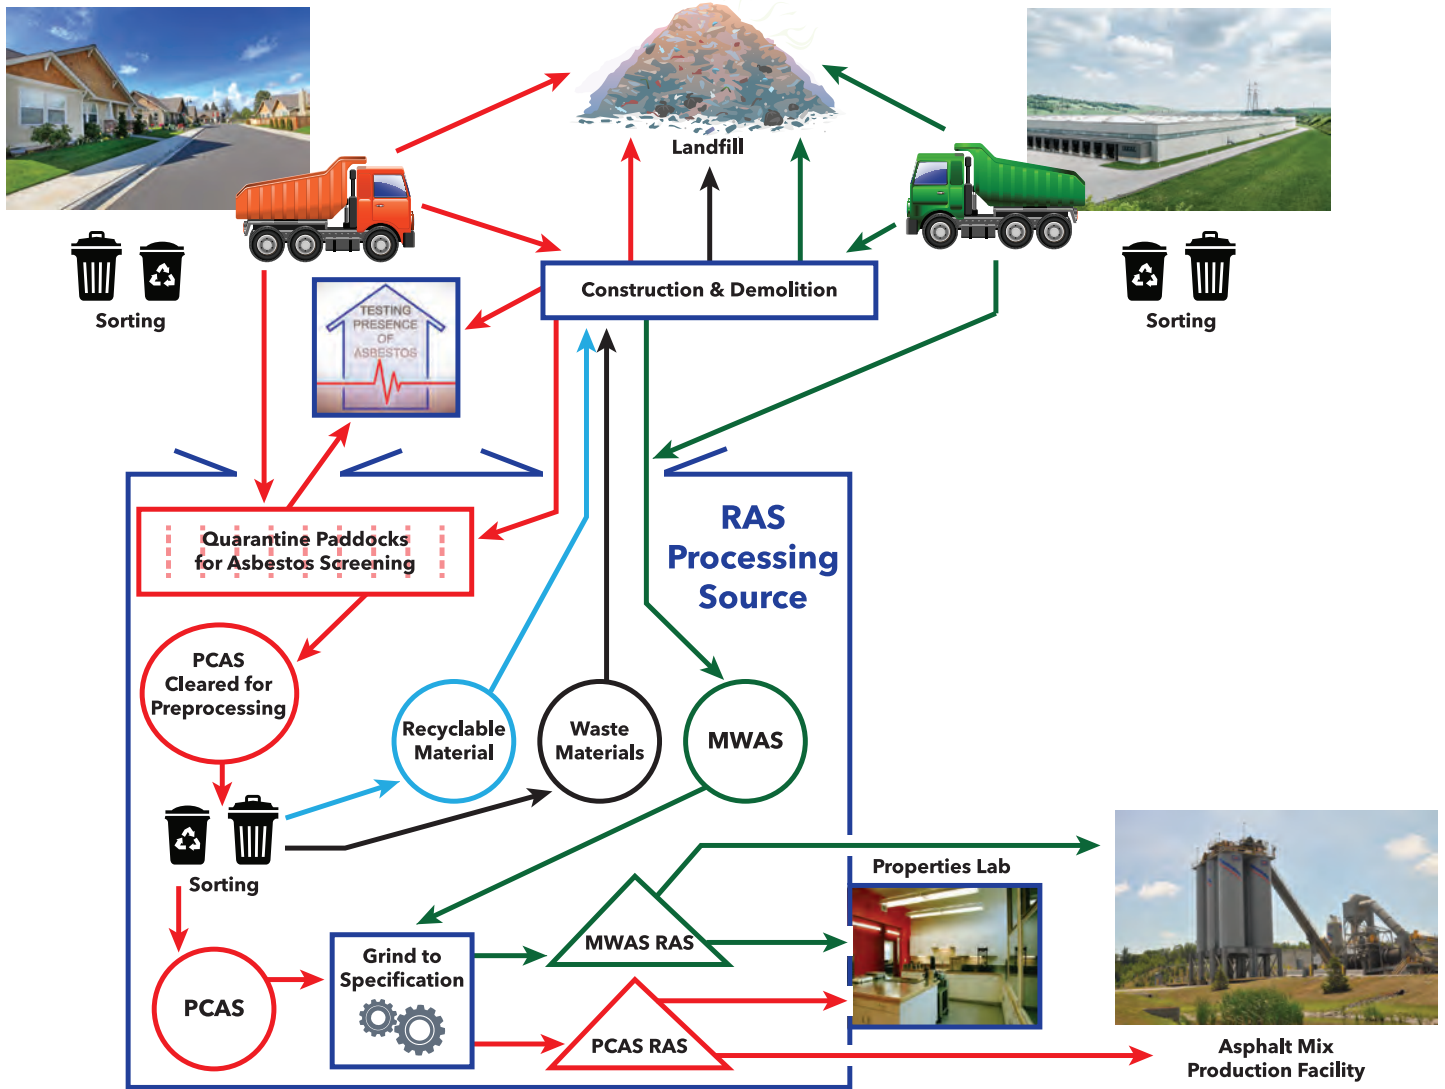 Landfill
Construction & Demolition
Sorting
Sorting
TESTING
PRESENCE
OF
ASBESTOS
RAS
Processing
Source
Quarantine Paddocks
for Asbestos Screening
PCAS
Cleared for
Preprocessing
Recyclable
Material
Waste
Materials
MWAS
Sorting
Properties Lab
Grind to
Specification
MWAS RAS
PCAS
PCAS RAS
Asphalt Mix
Production Facility